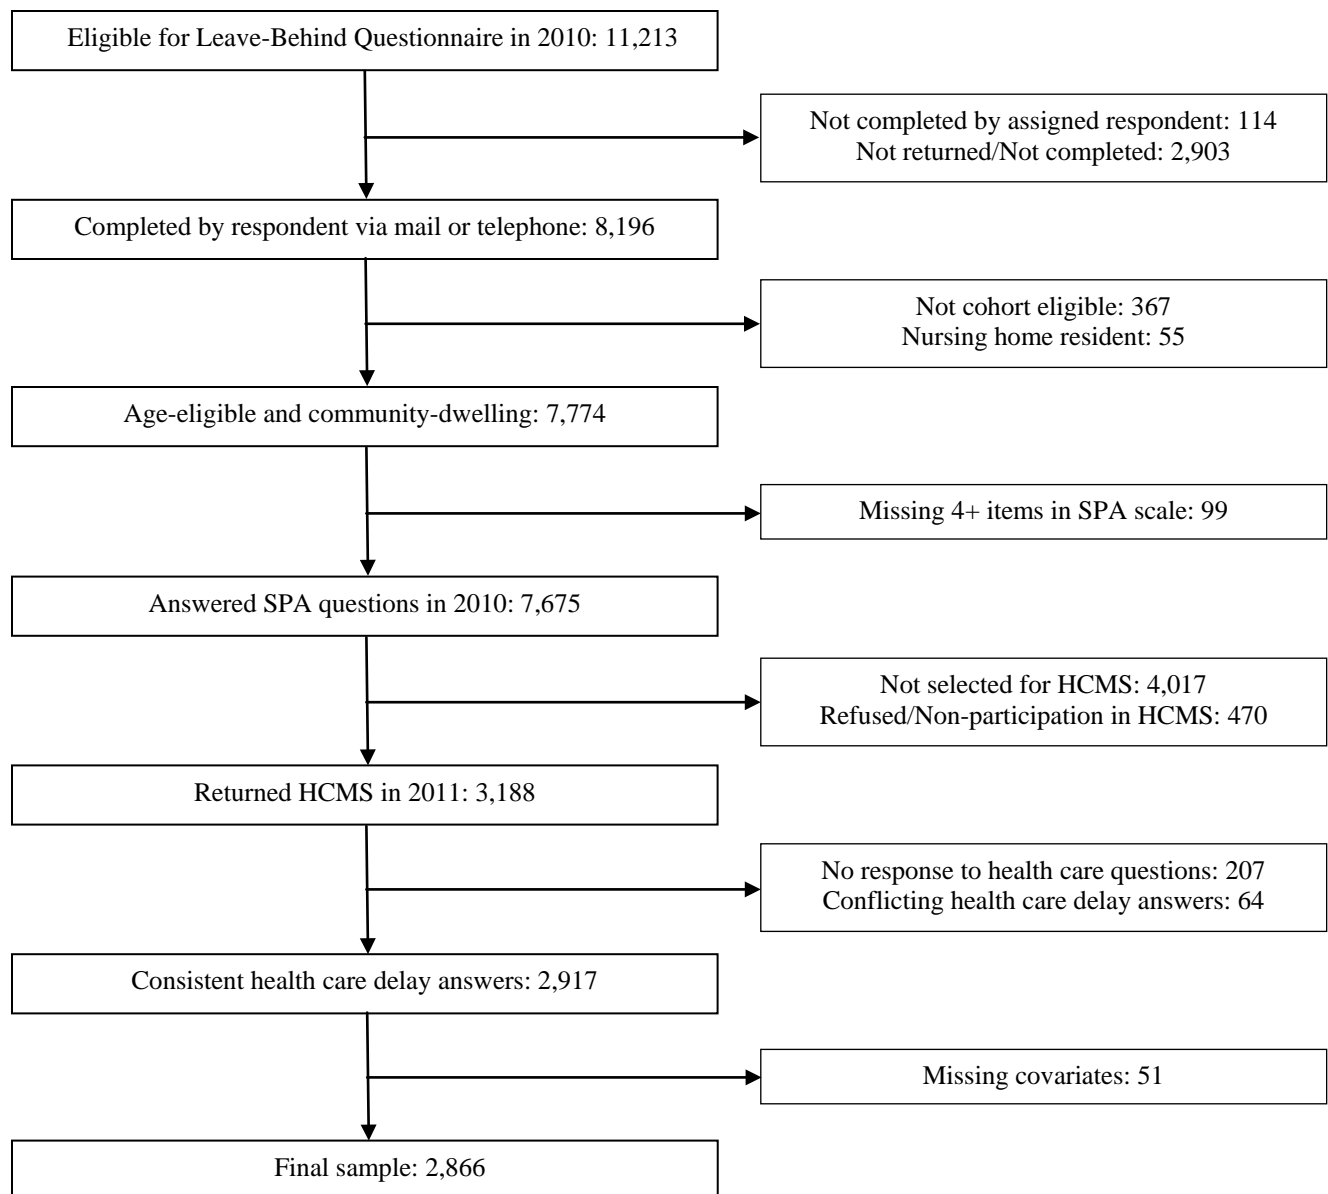 Eligible for Leave-Behind Questionnaire in 2010: 11,213
Not completed by assigned respondent: 114
Not returned/Not completed: 2,903
Completed by respondent via mail or telephone: 8,196
Not cohort eligible: 367
Nursing home resident: 55
Age-eligible and community-dwelling: 7,774
Missing 4+ items in SPA scale: 99
Answered SPA questions in 2010: 7,675
Not selected for HCMS: 4,017
Refused/Non-participation in HCMS: 470
Returned HCMS in 2011: 3,188
No response to health care questions: 207
Conflicting health care delay answers: 64
Consistent health care delay answers: 2,917
Missing covariates: 51
Final sample: 2,866